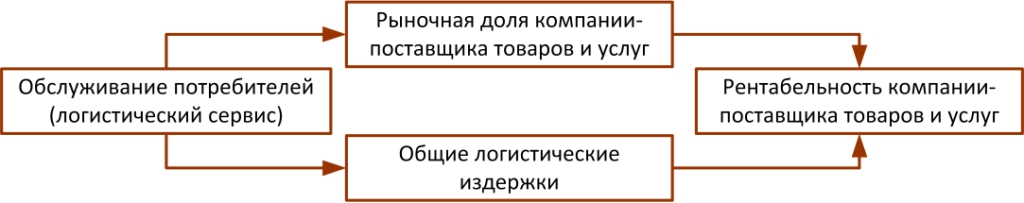 Рыночная доля компании-
поставщика товаров и услуг
Обслуживание потребителей
(логистический сервис)
Рентабельность компании-
поставщика товаров и услуг
Общие логистические
издержки